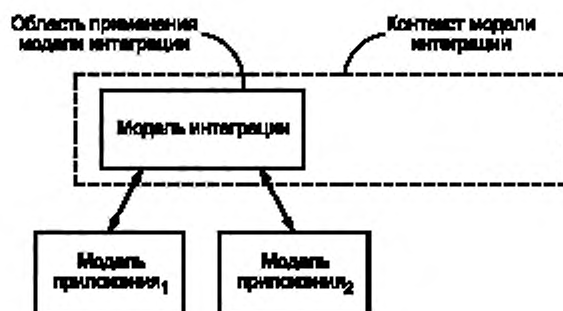 Область применения
модели интеграции
Контекст модели
интеграции
Модель интеграции
Модель
приложения1
Модель
приложения2